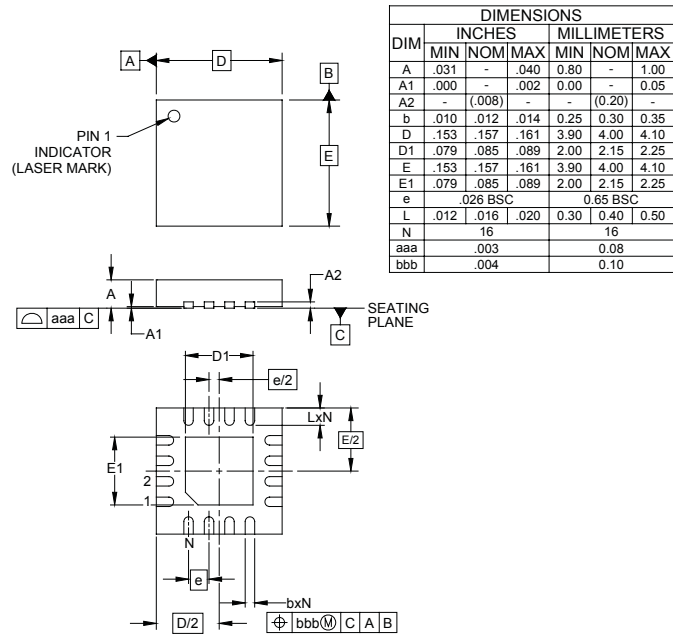 DIMENSIONS
DIM INCHES MILLIMETERS
MIN NOM MAX MIN NOM MAX
A .031 - .040 0.80 - 1.00
A1 .000 - .002 0.00 - 0.05
A2 - (.008) - - (0.20) -
b .010 .012 .014 0.25 0.30 0.35
D .153 .157 .161 3.90 4.00 4.10
D1 .079 .085 .089 2.00 2.15 2.25
E .153 .157 .161 3.90 4.00 4.10
E1 .079 .085 .089 2.00 2.15 2.25
e .026 BSC 0.65 BSC
L .012 .016 .020 0.30 0.40 0.50
N 16 16
aaa .003 0.08
bbb .004 0.10
A D
B
PIN 1
INDICATOR
(LASER MARK)
E
A
A2
aaa C
A1
SEATING
PLANE
C
D1
e/2
LxN
E/2
E1
2
1
N
e
bxN
D/2
bbb Ⓜ C A B